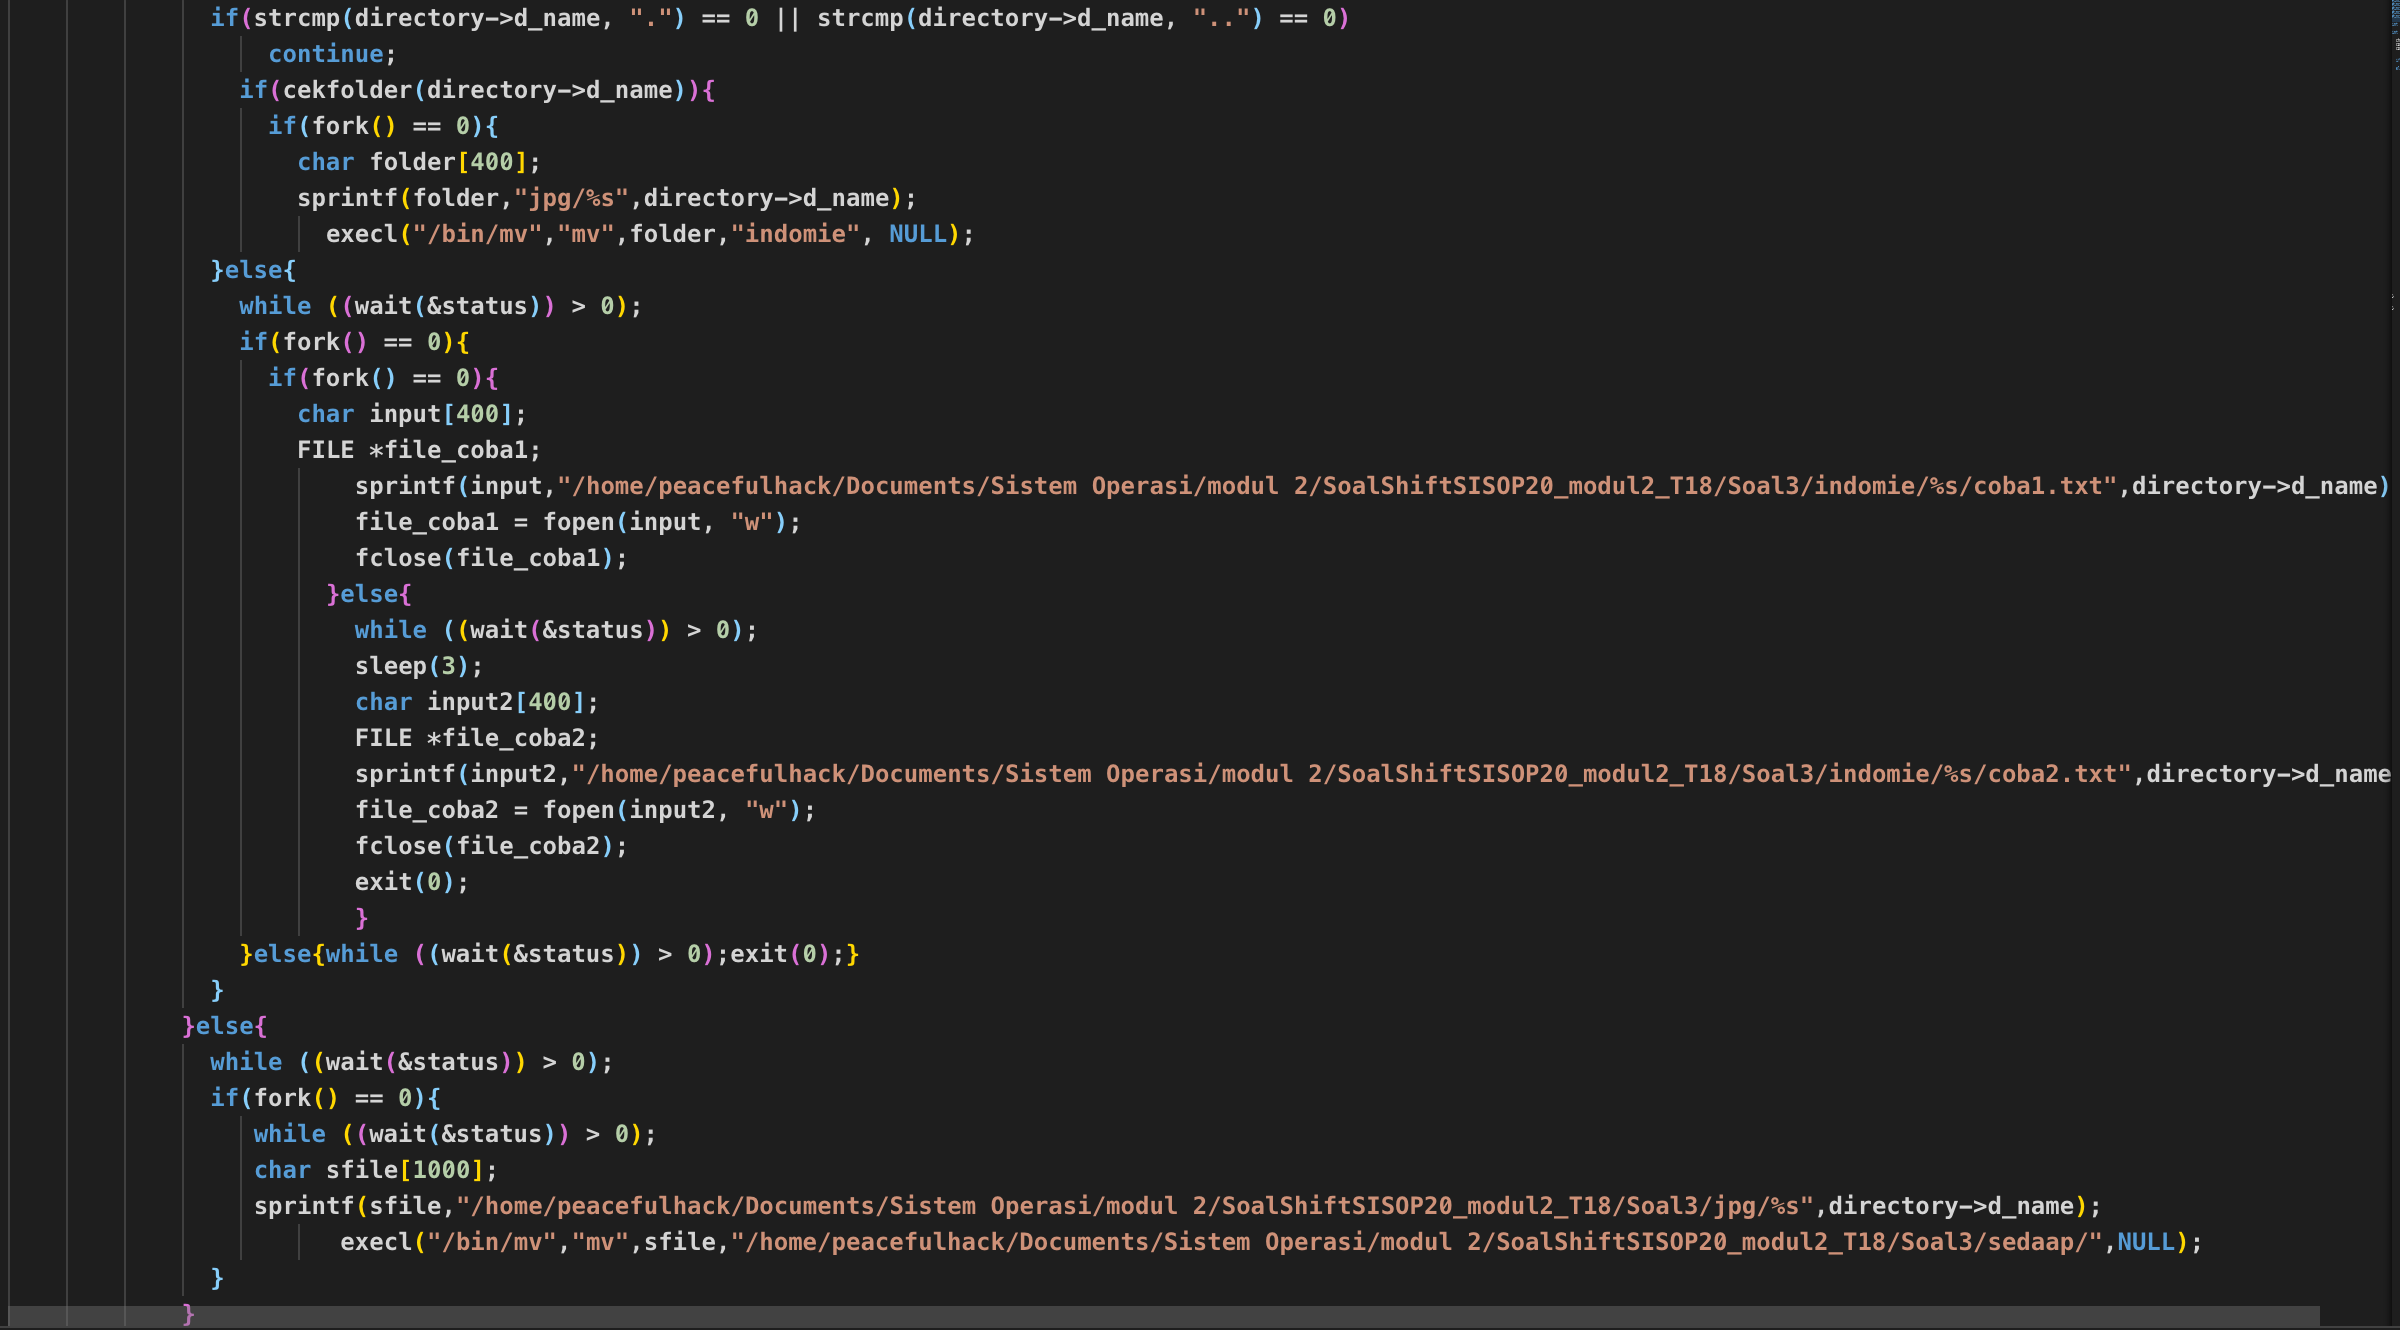 if(strcmp(directory->d_name, ".") == 0 || strcmp(directory->d_name, "..") == 0)
continue;
if(cekfolder(directory->d_name)){
if(fork() == 0){
char folder[400];
sprintf(folder,"jpg/%s",directory->d_name);
execl("/bin/mv","mv",folder,"indomie", NULL);
}else{
while ((wait(&status)) > 0);
if(fork() == 0){
if(fork() == 0){
char input[400];
FILE *file_coba1;
sprintf(input,"/home/peacefulhack/Documents/Sistem Operasi/modul 2/SoalShiftSISOP20_modul2_T18/Soal3/indomie/%s/coba1.txt",directory->d_name)
file_coba1 = fopen(input, "w");
fclose(file_coba1);
}else{
while ((wait(&status)) > 0);
sleep(3);
char input2[400];
FILE *file_coba2;
sprintf(input2,"/home/peacefulhack/Documents/Sistem Operasi/modul 2/SoalShiftSISOP20_modul2_T18/Soal3/indomie/%s/coba2.txt",directory->d_name
file_coba2 = fopen(input2, "w");
fclose(file_coba2);
exit(0);
}
}else{while ((wait(&status)) > 0);exit(0);}
}
}else{
while ((wait(&status)) > 0);
if(fork() == 0){
while ((wait(&status)) > 0);
char sfile[1000];
sprintf(sfile,"/home/peacefulhack/Documents/Sistem Operasi/modul 2/SoalShiftSISOP20_modul2_T18/Soal3/jpg/%s",directory->d_name);
execl("/bin/mv","mv",sfile,"/home/peacefulhack/Documents/Sistem Operasi/modul 2/SoalShiftSISOP20_modul2_T18/Soal3/sedaap/",NULL);
}
}